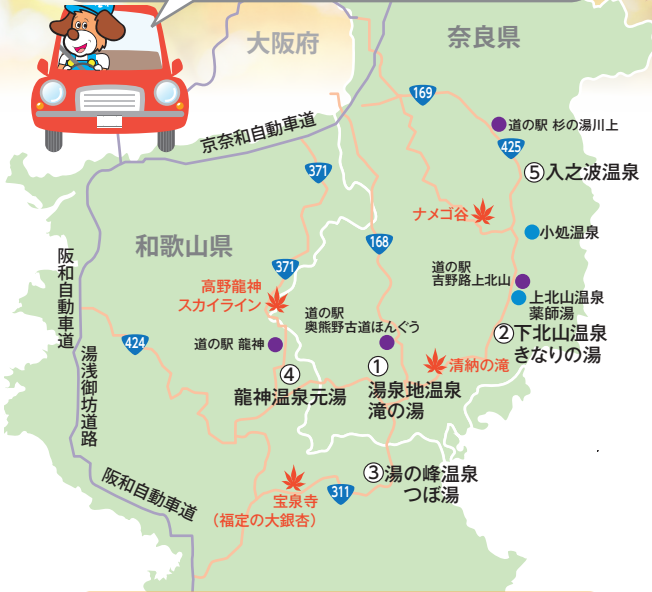 大阪府
奈良県
169
道の駅 杉の湯川上
425
京奈和自動車道
⑤入之波温泉
371
ナメゴ谷
小処温泉
168
和歌山県
阪和自動車道
371
道の駅
吉野路上北山
高野龍神
スカイライン
上北山温泉
薬師湯
道の駅
奥熊野古道ほんぐう
②下北山温泉
きなりの湯
424
道の駅 龍神
湯浅御坊道路
①
湯泉地温泉
滝の湯
清納の滝
④
龍神温泉元湯
③湯の峰温泉
つぼ湯
阪和自動車道
311
宝泉寺
（福定の大銀杏）